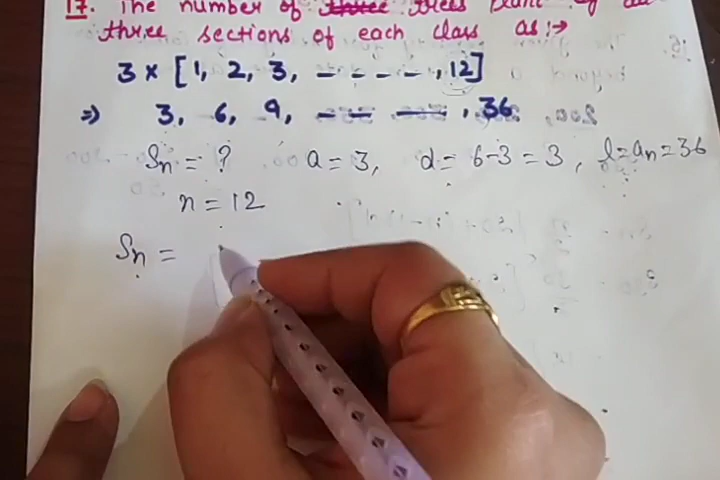 17. The number of trees plant
three sections of each class as:→
3 × [1, 2, 3, - - - - , 12]
⇒ 3, 6, 9, - - - , 36.
Sn = ? a = 3, d = 6-3 = 3, l = an = 36
n = 12
Sn =